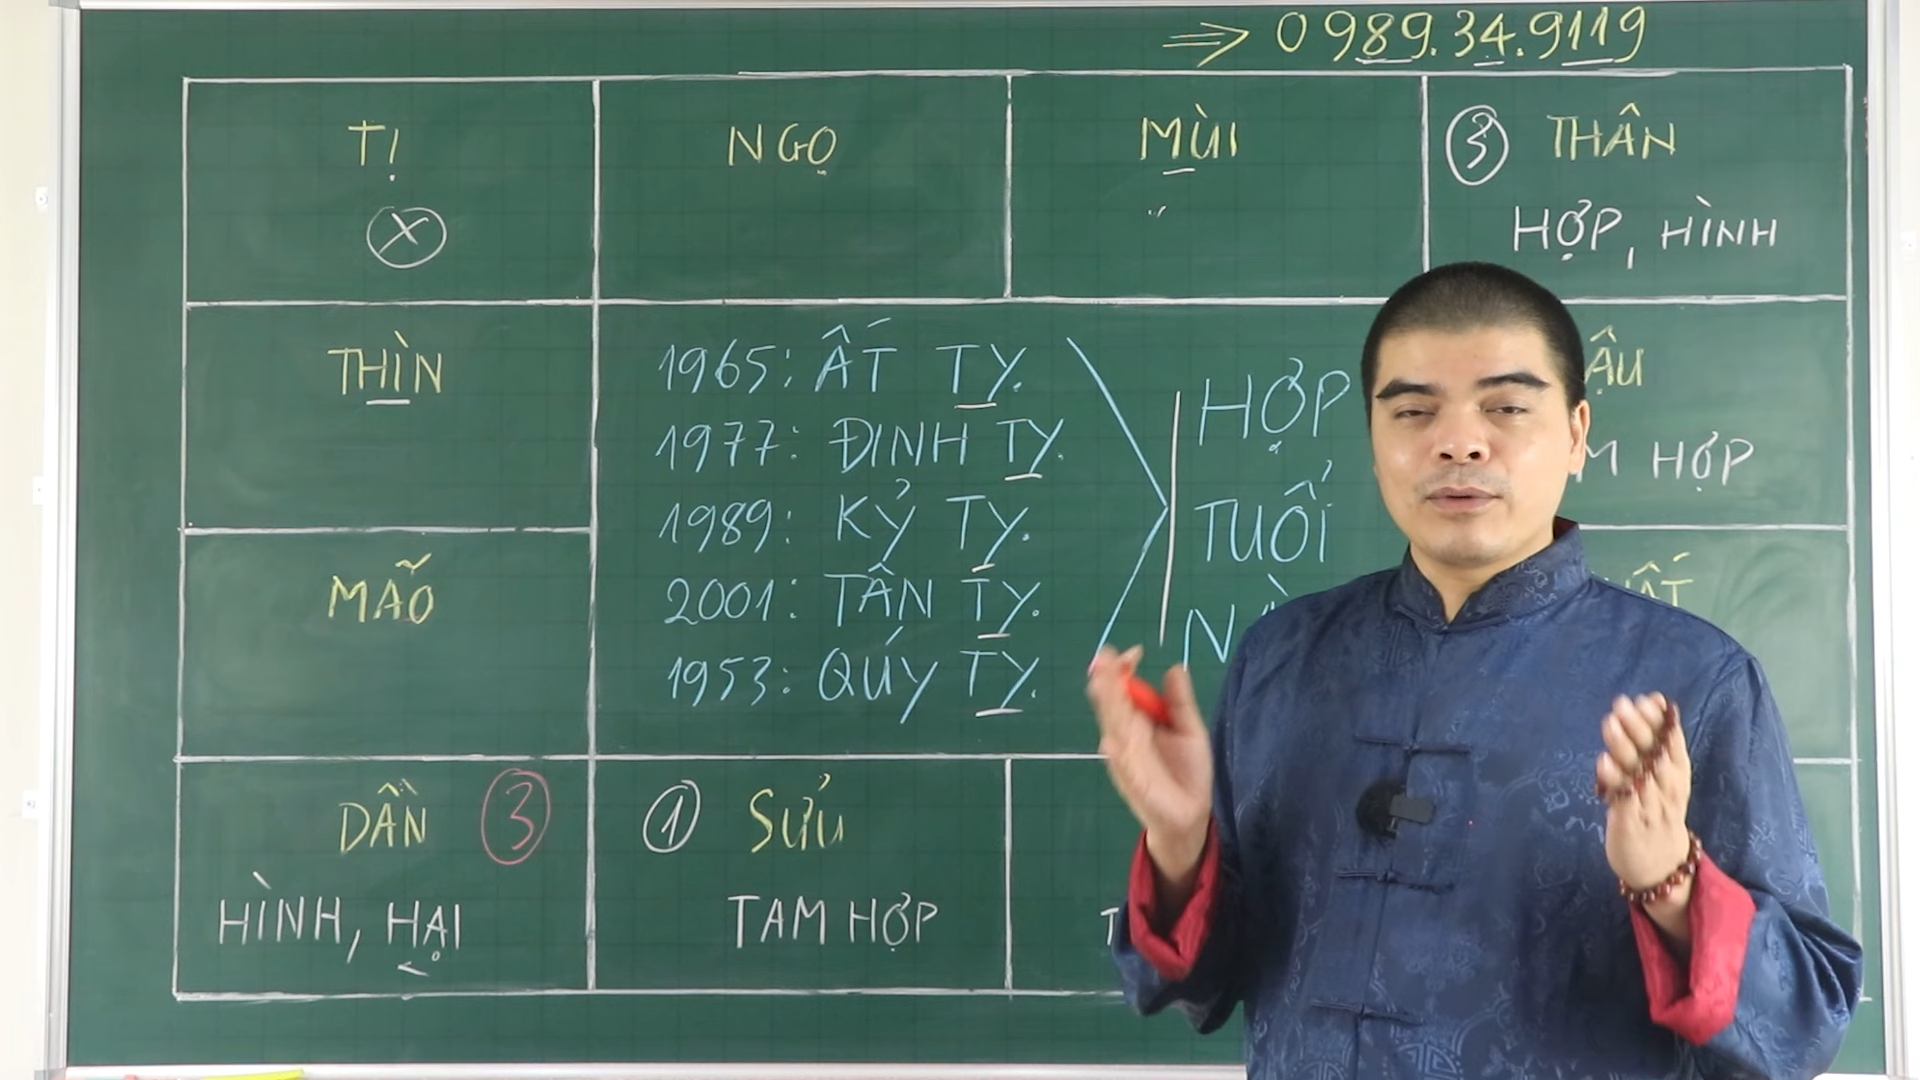 ⇒ 0989.34.9119
TỊ
X
NGỌ
MÙI
3 THÂN
HỢP, HÌNH
THÌN
1965: ẤT TỴ.
1977: ĐINH TỴ.
1989: KỶ TỴ.
2001: TÂN TỴ.
1953: QUÝ TỴ.
HỢP
TUỔI
HỢP
MÃO
DẦN 3
HÌNH, HẠI
1 SỬU
TAM HỢP